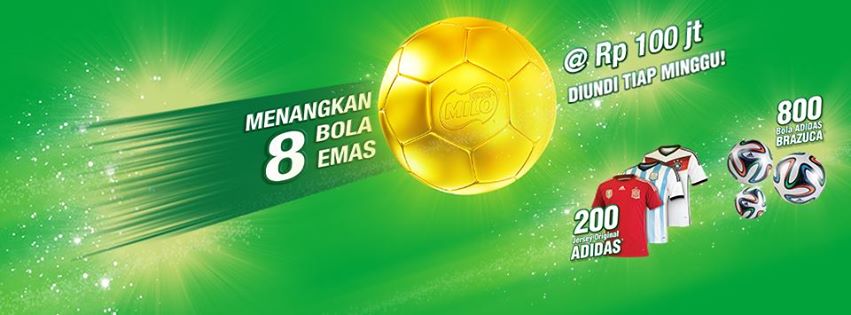 MENANGKAN
8 BOLA
EMAS
MILO
@ Rp 100 jt
DIUNDI TIAP MINGGU!
200
Jersey Original
ADIDAS*
800
Bola ADIDAS
BRAZUCA*